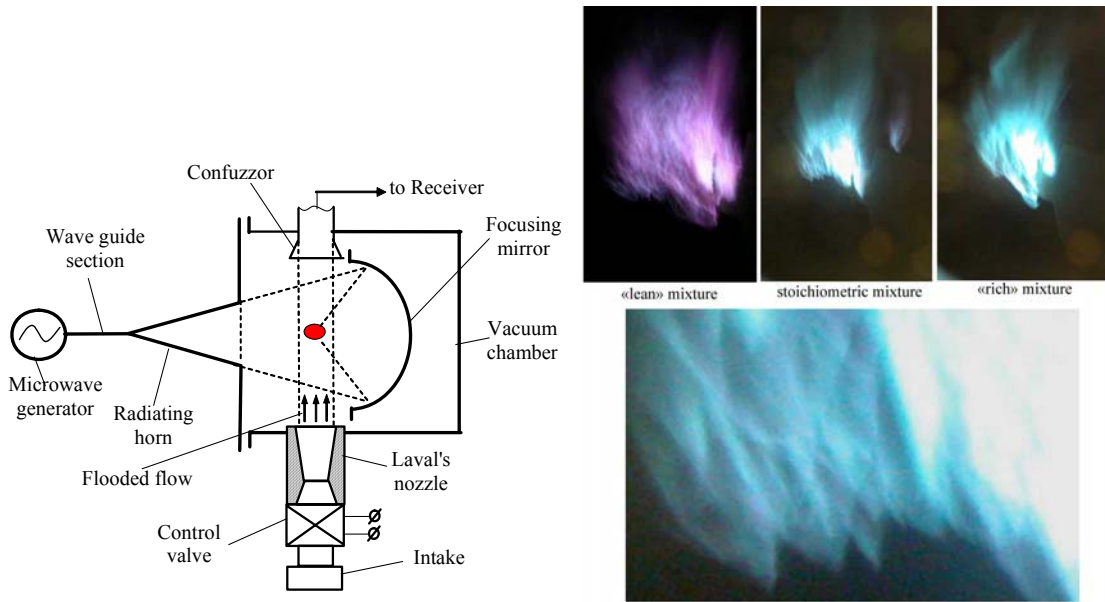 Confuzzor
to Receiver
Wave guide
section
Focusing
mirror
Vacuum
chamber
Microwave
generator
Radiating
horn
Flooded flow
Laval's
nozzle
Control
valve
Intake
«lean» mixture
stoichiometric mixture
«rich» mixture